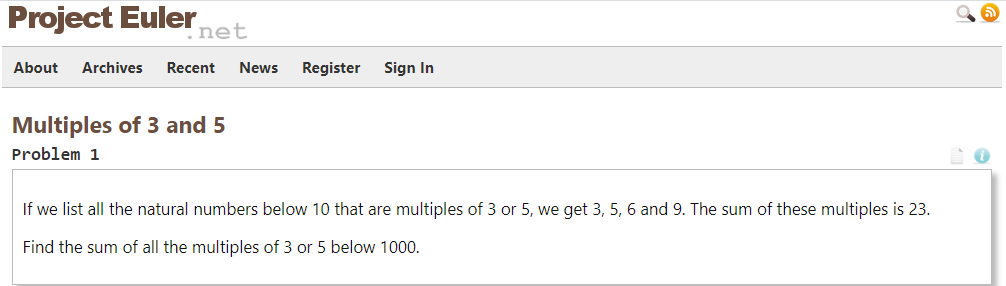 Project Euler
.net
About Archives Recent News Register Sign In
Multiples of 3 and 5
Problem 1
If we list all the natural numbers below 10 that are multiples of 3 or 5, we get 3, 5, 6 and 9. The sum of these multiples is 23.
Find the sum of all the multiples of 3 or 5 below 1000.